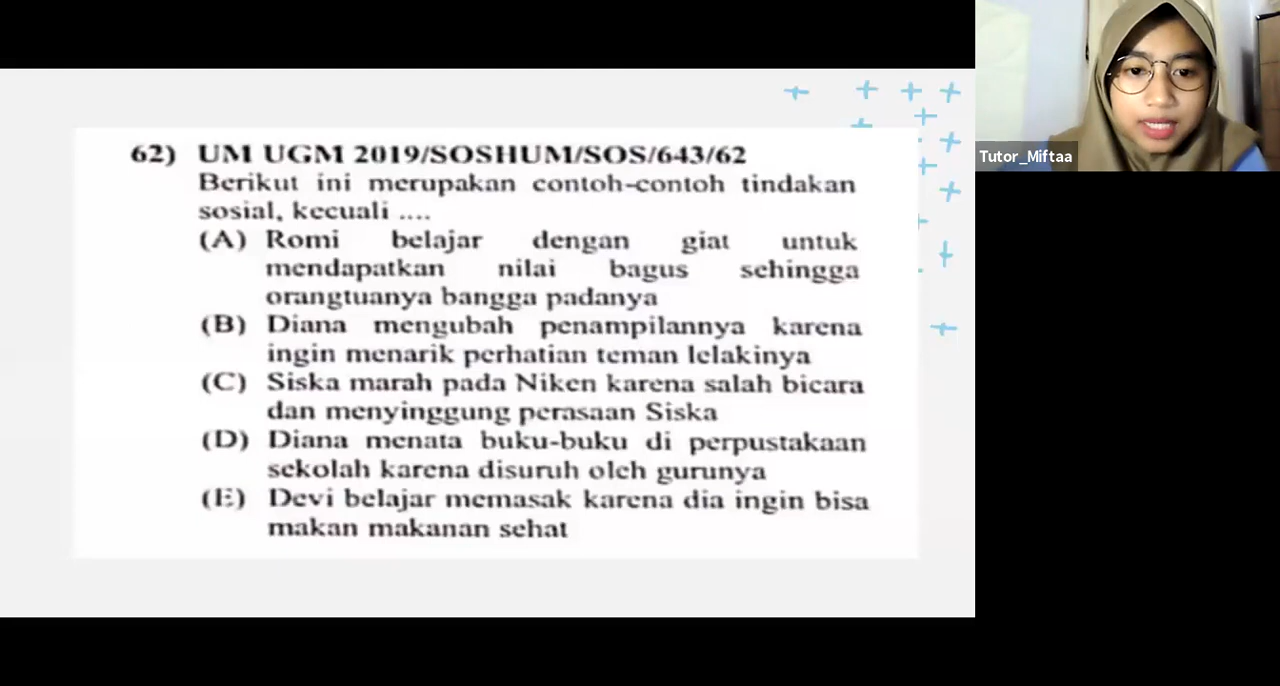 62) UM UGM 2019/SOSHUM/SOS/643/62
Berikut ini merupakan contoh-contoh tindakan
sosial, kecuali ....
(A) Romi belajar dengan giat untuk
mendapatkan nilai bagus sehingga
orangtuanya bangga padanya
(B) Diana mengubah penampilannya karena
ingin menarik perhatian teman lelakinya
(C) Siska marah pada Niken karena salah bicara
dan menyinggung perasaan Siska
(D) Diana menata buku-buku di perpustakaan
sekolah karena disuruh oleh gurunya
(E) Devi belajar memasak karena dia ingin bisa
makan makanan sehat
Tutor_Miftaa